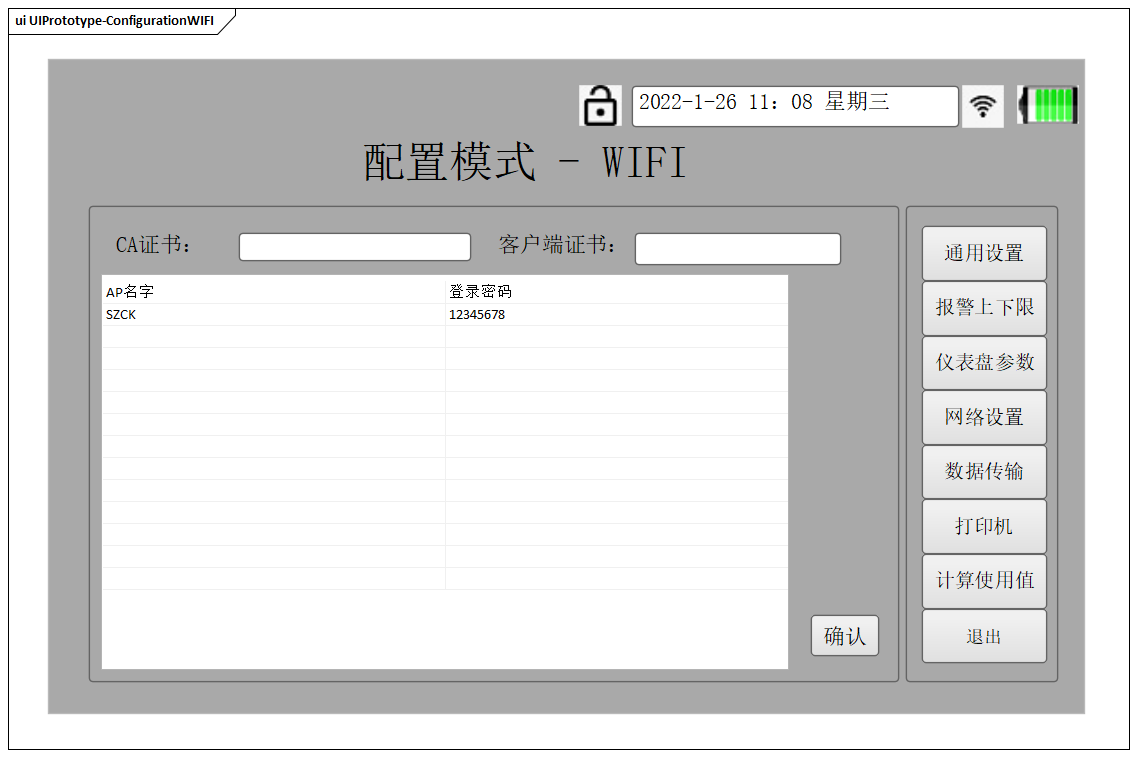 ui UIPrototype-ConfigurationWIFI
2022-1-26 11：08 星期三
配置模式 - WIFI
CA证书：
客户端证书：
AP名字 登录密码
SZCK 12345678
确认
通用设置
报警上下限
仪表盘参数
网络设置
数据传输
打印机
计算使用值
退出